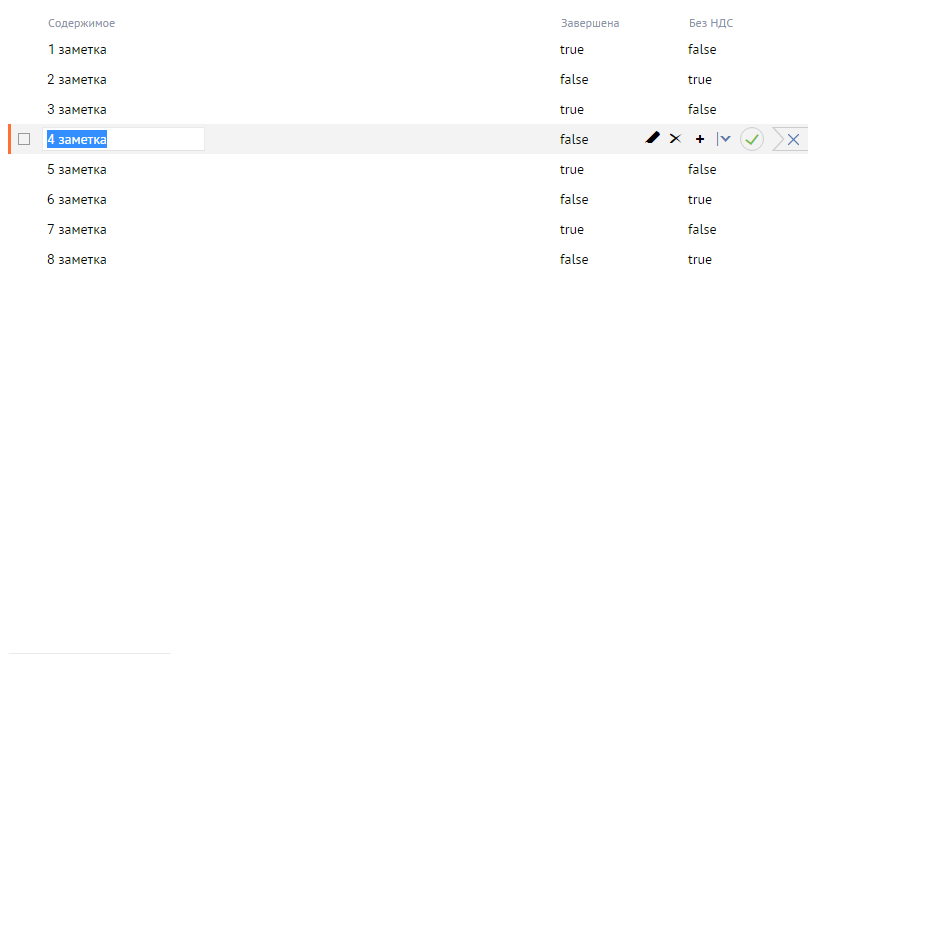 Содержимое Завершена Без НДС
1 заметка true false
2 заметка false true
3 заметка true false
4 заметка false
5 заметка true false
6 заметка false true
7 заметка true false
8 заметка false true